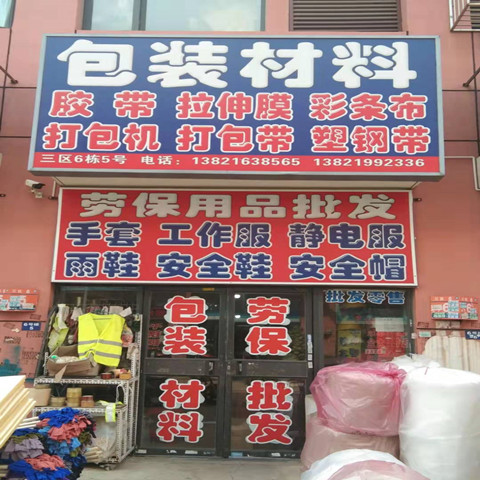 包装材料
胶带 拉伸膜 彩条布
打包机 打包带 塑钢带
三区6栋5号 电话：13821638565 13821992336
劳保用品批发
手套 工作服 静电服
雨鞋 安全鞋 安全帽
批发零售
包装材料
劳保批发